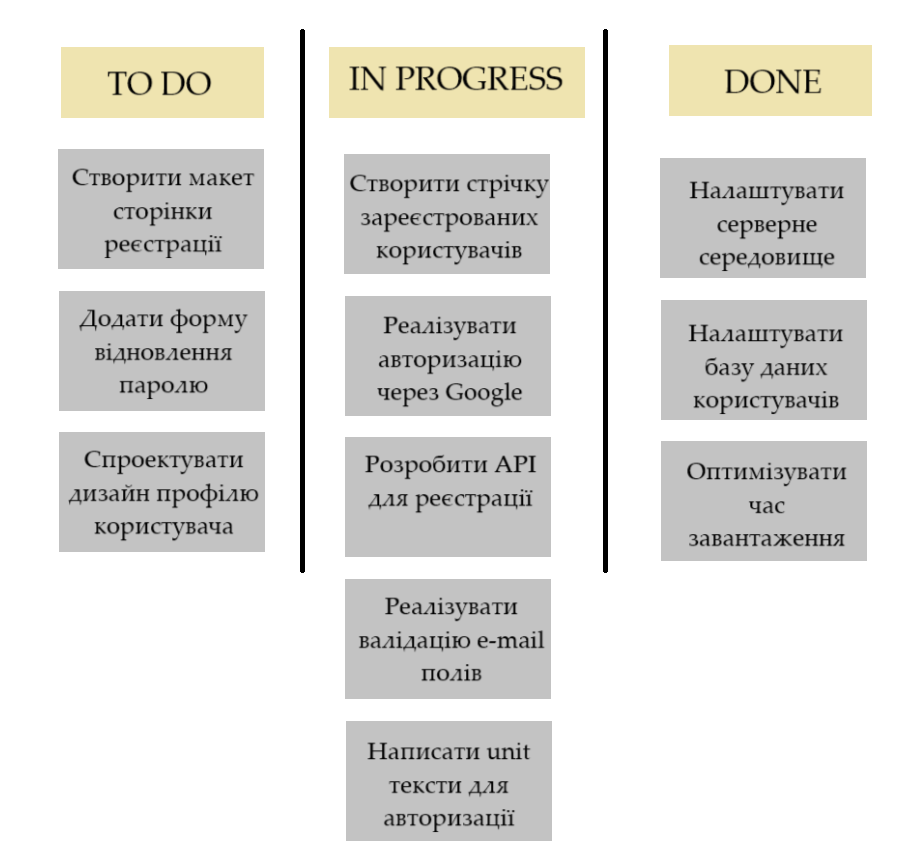 TO DO
Створити макет
сторінки
реєстрації
Додати форму
відновлення
паролю
Спроектувати
дизайн профілю
користувача
IN PROGRESS
Створити стрічку
зареєстрованих
користувачів
Реалізувати
авторизацію
через Google
Розробити API
для реєстрації
Реалізувати
валідацію e-mail
полів
Написати unit
тексти для
авторизації
DONE
Налаштувати
серверне
середовище
Налаштувати
базу даних
користувачів
Оптимізувати
час
завантаження